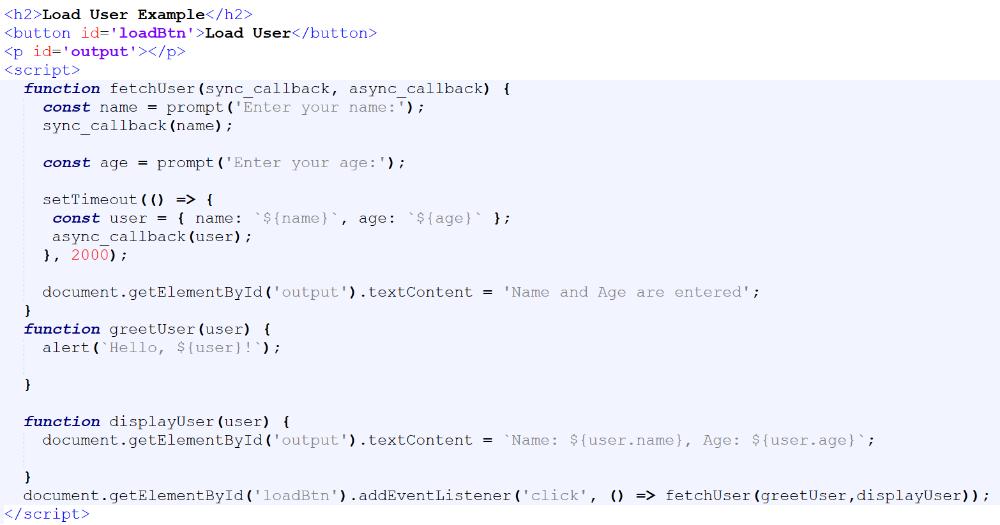 <h2>Load User Example</h2>
<button id='loadBtn'>Load User</button>
<p id='output'></p>
<script>
  function fetchUser(sync_callback, async_callback) {
    const name = prompt('Enter your name:');
    sync_callback(name);
    const age = prompt('Enter your age:');
    setTimeout(() => {
     const user = { name: `${name}`, age: `${age}` };
     async_callback(user);
    }, 2000);
    document.getElementById('output').textContent = 'Name and Age are entered';
  }
  function greetUser(user) {
    alert(`Hello, ${user}!`);
  }
  function displayUser(user) {
    document.getElementById('output').textContent = `Name: ${user.name}, Age: ${user.age}`;
  }
  document.getElementById('loadBtn').addEventListener('click', () => fetchUser(greetUser,displayUser));
</script>